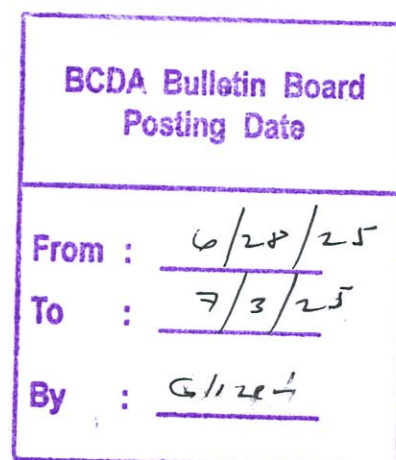 BCDA Bulletin Board
Posting Date
From : 6/28/25
To : 7/3/25
By :